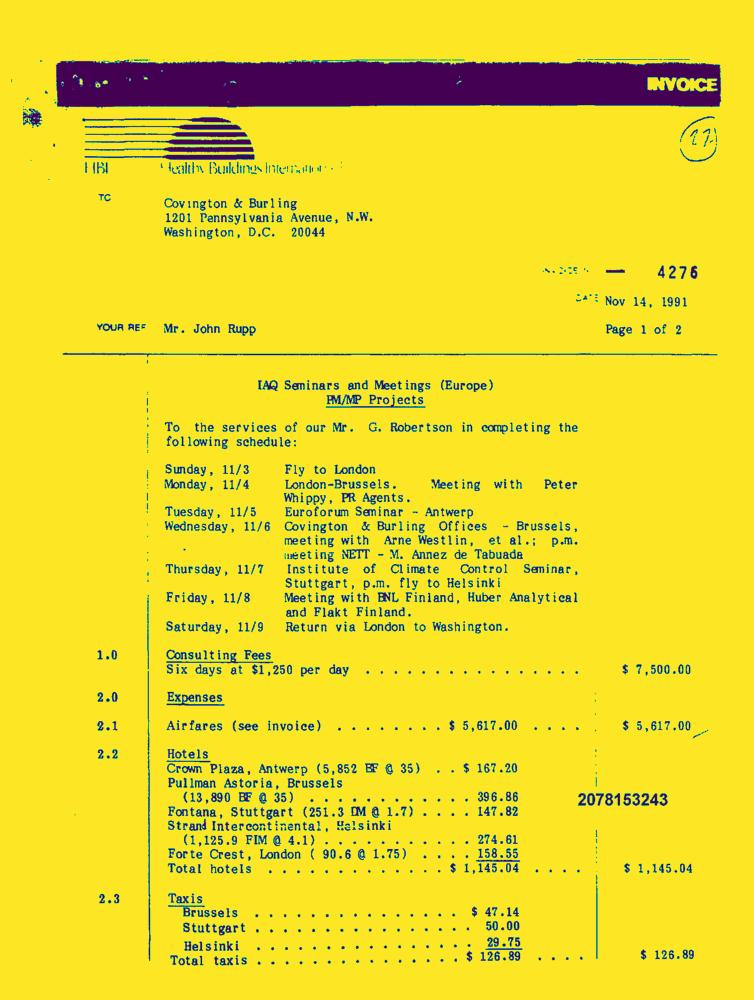 INVOICE
27
HBI Healthy Buildings International
TO
Covington & Burling
1201 Pennsylvania Avenue, N.W.
Washington, D.C. 20044
4276
DATE Nov 14, 1991
YOUR REF Mr. John Rupp Page 1 of 2
IAQ Seminars and Meetings (Europe)
PM/MP Projects
To the services of our Mr. G. Robertson in completing the
following schedule:
Sunday, 11/3 Fly to London
Monday, 11/4 London-Brussels. Meeting with Peter
Whippy, PR Agents.
Tuesday, 11/5 Euroforum Seminar - Antwerp
Wednesday, 11/6 Covington & Burling Offices - Brussels,
meeting with Arne Westlin, et al.; p.m.
meeting NETT - M. Annez de Tabuada
Thursday, 11/7 Institute of Climate Control Seminar,
Stuttgart, p.m. fly to Helsinki
Friday, 11/8 Meeting with BNL Finland, Huber Analytical
and Flakt Finland.
Saturday, 11/9 Return via London to Washington.
1.0 Consulting Fees
Six days at $1,250 per day . . . . . . . . . . . . . . . . $ 7,500.00
2.0 Expenses
2.1 Airfares (see invoice) . . . . . . . . $ 5,617.00 . . . . $ 5,617.00
2.2 Hotels
Crown Plaza, Antwerp (5,852 BF @ 35) . . $ 167.20
Pullman Astoria, Brussels
(13,890 BF @ 35) . . . . . . . . . . . . 396.86
2078153243
Fontana, Stuttgart (251.3 DM @ 1.7) . . . . 147.82
Strand Intercontinental, Helsinki
(1,125.9 FIM @ 4.1) . . . . . . . . . . . 274.61
Forte Crest, London ( 90.6 @ 1.75) . . . . 158.55
Total hotels . . . . . . . . . . . . . $ 1,145.04 . . . . $ 1,145.04
2.3 Taxis
Brussels . . . . . . . . . . . . . . . $ 47.14
Stuttgart . . . . . . . . . . . . . . . . 50.00
Helsinki . . . . . . . . . . . . . . . . 29.75
Total taxis . . . . . . . . . . . . . . . $ 126.89 . . . . $ 126.89